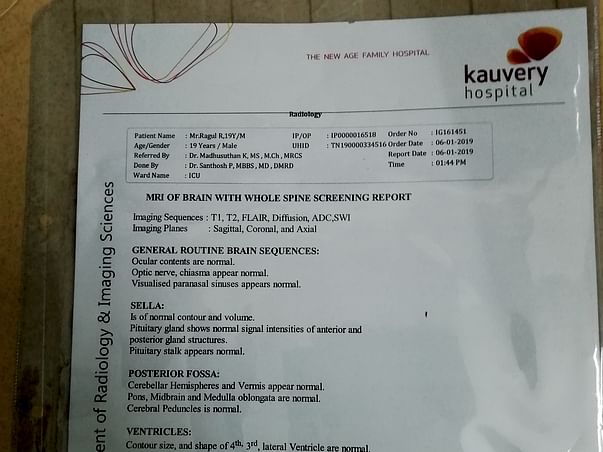 THE NEW AGE FAMILY HOSPITAL
kauvery
hospital
Radiology
Patient Name : Mr.Ragul R,19Y/M IP/OP : IP0000016518 Order No : IG161451
Age/Gender : 19 Years / Male UHID : TN190000334516 Order Date : 06-01-2019
Referred By : Dr. Madhusuthan K, MS, M.Ch, MRCS Report Date : 06-01-2019
Done By : Dr. Santhosh P, MBBS, MD, DMRD Time : 01:44 PM
Ward Name : ICU
MRI OF BRAIN WITH WHOLE SPINE SCREENING REPORT
Imaging Sequences : T1, T2, FLAIR, Diffusion, ADC,SWI
Imaging Planes : Sagittal, Coronal, and Axial
GENERAL ROUTINE BRAIN SEQUENCES:
Ocular contents are normal.
Optic nerve, chiasma appear normal.
Visualised paranasal sinuses appears normal.
SELLA:
Is of normal contour and volume.
Pituitary gland shows normal signal intensities of anterior and
posterior gland structures.
Pituitary stalk appears normal.
POSTERIOR FOSSA:
Cerebellar Hemispheres and Vermis appear normal.
Pons, Midbrain and Medulla oblongata are normal.
Cerebral Peduncles is normal.
VENTRICLES:
Contour size, and shape of 4th, 3rd, lateral Ventricle are normal.
ent of Radiology & Imaging Sciences